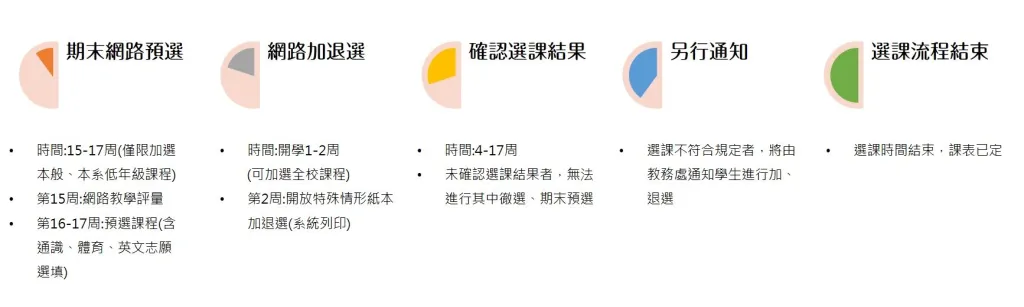 期末網路預選
• 時間:15-17周(僅限加選
本般、本系低年級課程)
• 第15周:網路教學評量
• 第16-17周:預選課程(含
通識、體育、英文志願
選填)
網路加退選
• 時間:開學1-2周
(可加選全校課程)
• 第2周:開放特殊情形紙本
加退選(系統列印)
確認選課結果
• 時間:4-17周
• 未確認選課結果者，無法
進行其中徹選、期末預選
另行通知
• 選課不符合規定者，將由
教務處通知學生進行加、
退選
選課流程結束
• 選課時間結束，課表已定